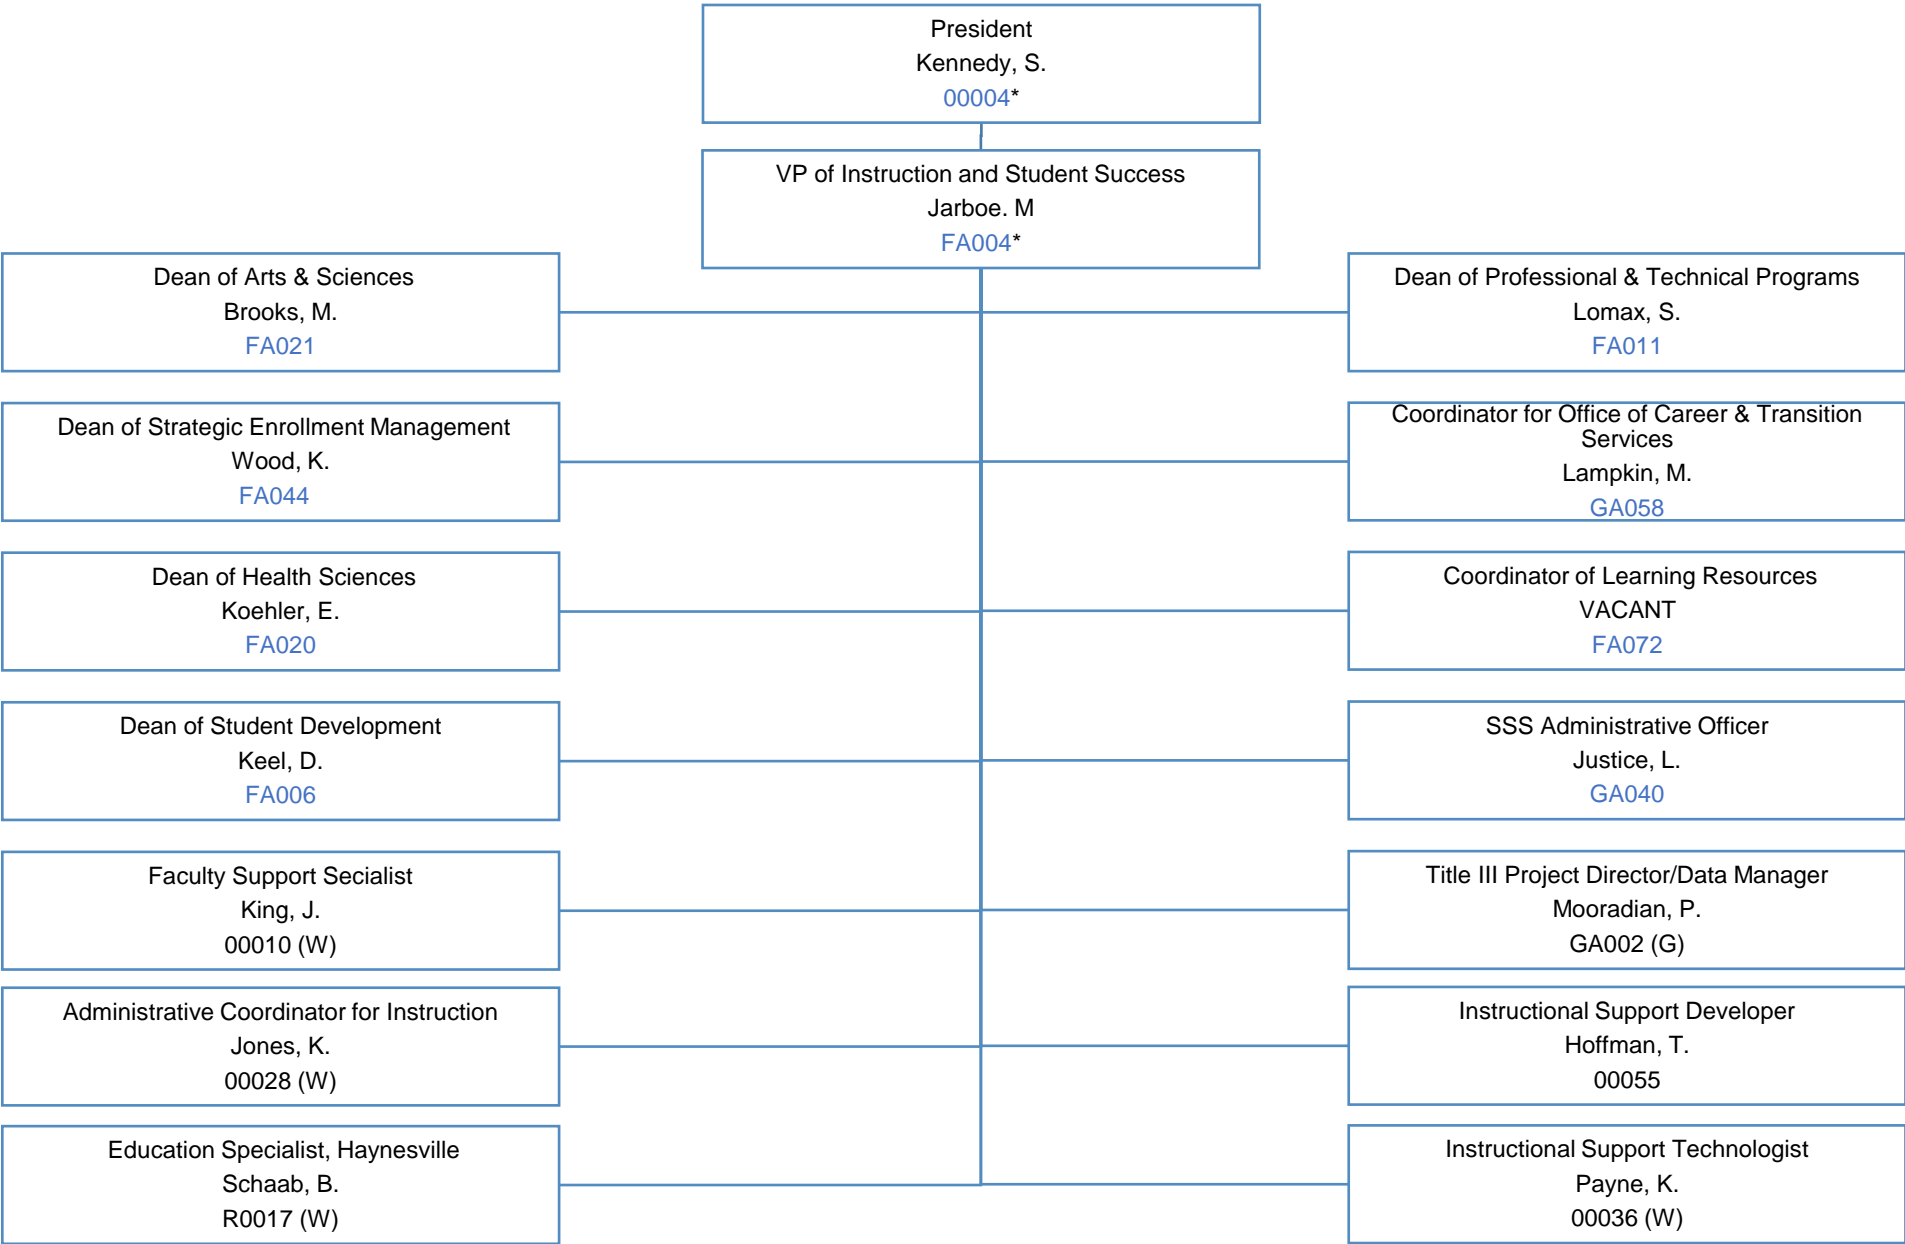 President
Kennedy, S.
00004*
VP of Instruction and Student Success
Jarboe. M
FA004*
Dean of Arts & Sciences
Brooks, M.
FA021
Dean of Professional & Technical Programs
Lomax, S.
FA011
Dean of Strategic Enrollment Management
Wood, K.
FA044
Coordinator for Office of Career & Transition
Services
Lampkin, M.
GA058
Dean of Health Sciences
Koehler, E.
FA020
Coordinator of Learning Resources
VACANT
FA072
Dean of Student Development
Keel, D.
FA006
SSS Administrative Officer
Justice, L.
GA040
Faculty Support Secialist
King, J.
00010 (W)
Title III Project Director/Data Manager
Mooradian, P.
GA002 (G)
Administrative Coordinator for Instruction
Jones, K.
00028 (W)
Instructional Support Developer
Hoffman, T.
00055
Education Specialist, Haynesville
Schaab, B.
R0017 (W)
Instructional Support Technologist
Payne, K.
00036 (W)